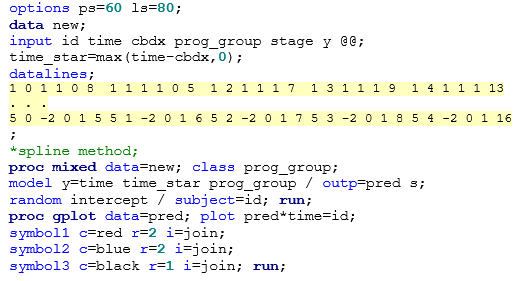 options ps=60 ls=80;
data new;
input id time cbdx prog_group stage y @@;
time_star=max(time-cbdx,0);
datalines;
1 0 1 1 0 8 1 1 1 1 0 5 1 2 1 1 1 7 1 3 1 1 1 9 1 4 1 1 1 13
. . .
5 0 -2 0 1 5 5 1 -2 0 1 6 5 2 -2 0 1 7 5 3 -2 0 1 8 5 4 -2 0 1 16
;
*spline method;
proc mixed data=new; class prog_group;
model y=time time_star prog_group / outp=pred s;
random intercept / subject=id; run;
proc gplot data=pred; plot pred*time=id;
symbol1 c=red r=2 i=join;
symbol2 c=blue r=2 i=join;
symbol3 c=black r=1 i=join; run;